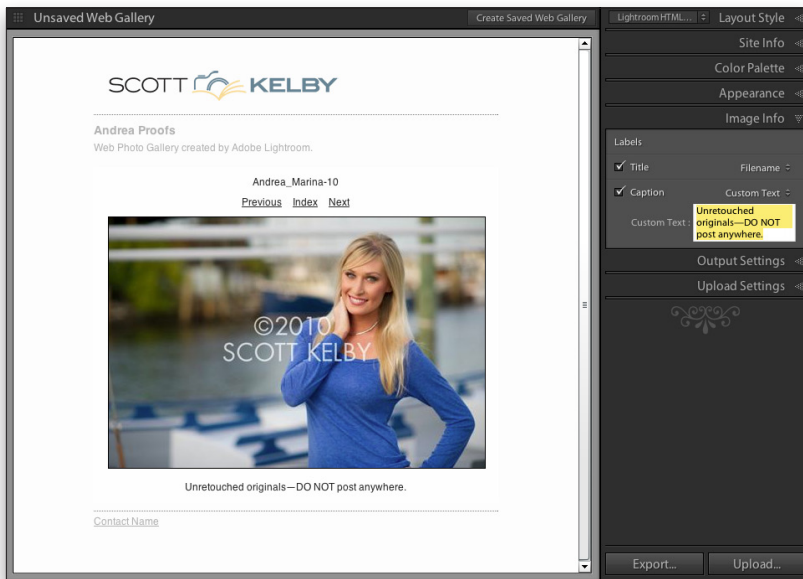 Unsaved Web Gallery
Create Saved Web Gallery
SCOTT KELBY
Andrea Proofs
Web Photo Gallery created by Adobe Lightroom.
Andrea_Marina-10
Previous Index Next
©2010
SCOTT KELBY
Unretouched originals—DO NOT post anywhere.
Contact Name
Lightroom HTML... Layout Style
Site Info
Color Palette
Appearance
Image Info
Labels
Title Filename
Caption Custom Text
Custom Text :
Unretouched
originals—DO NOT
post anywhere.
Output Settings
Upload Settings
Export... Upload...